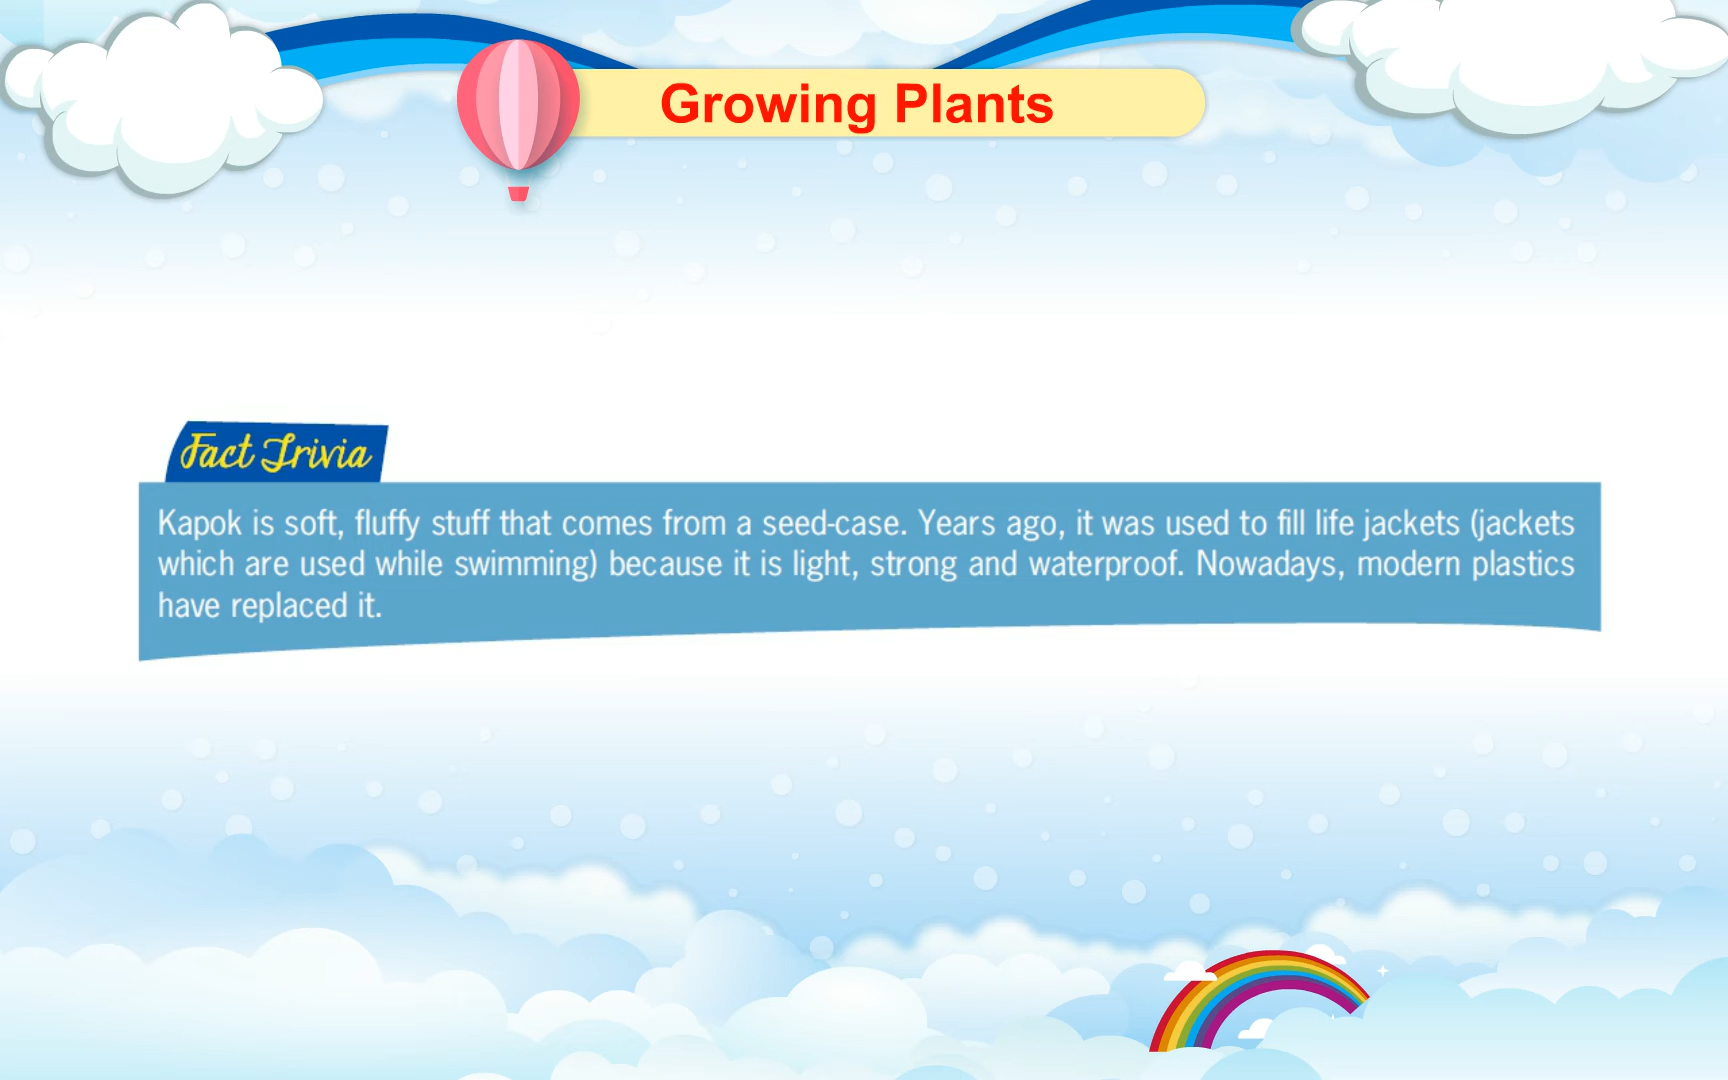 Growing Plants
Fact Trivia
Kapok is soft, fluffy stuff that comes from a seed-case. Years ago, it was used to fill life jackets (jackets
which are used while swimming) because it is light, strong and waterproof. Nowadays, modern plastics
have replaced it.